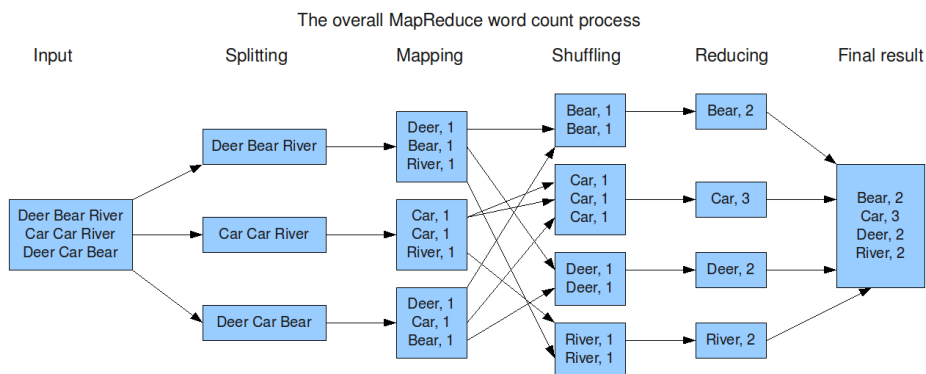 The overall MapReduce word count process
Input
Splitting
Mapping
Shuffling
Reducing
Final result
Deer Bear River
Car Car River
Deer Car Bear
Deer Bear River
Car Car River
Deer Car Bear
Deer, 1
Bear, 1
River, 1
Car, 1
Car, 1
River, 1
Deer, 1
Car, 1
Bear, 1
Bear, 1
Bear, 1
Car, 1
Car, 1
Car, 1
Deer, 1
Deer, 1
River, 1
River, 1
Bear, 2
Car, 3
Deer, 2
River, 2
Bear, 2
Car, 3
Deer, 2
River, 2